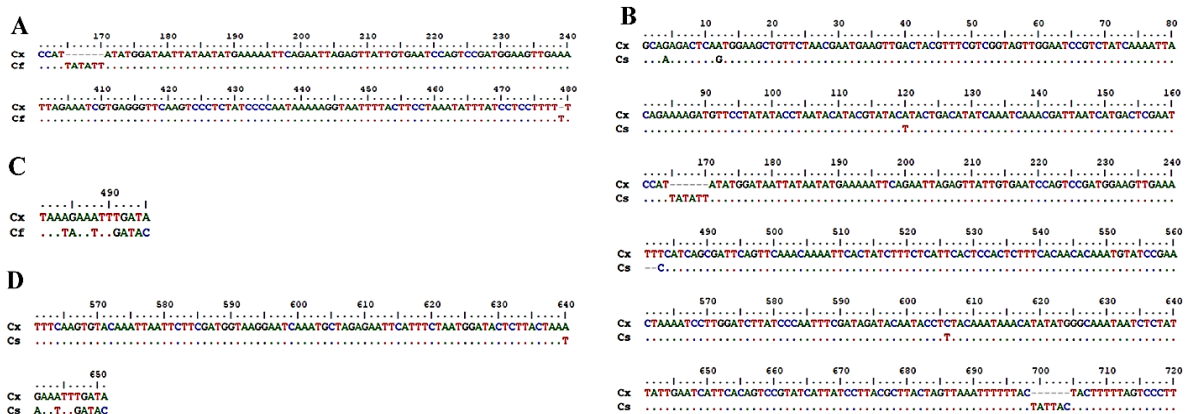 A
170 180 190 200 210 220 230 240
Cx CCAT------ATATGGATAATTATAATATGAAAAATTCAGAATTAGAGTTATTGTGAATCCAGTCCGATGGAAGTTGAAA
Cf ....TATATT......................................................................
410 420 430 440 450 460 470 480
Cx TTAGAAATCGTGAGGGTTCAAGTCCCTCTATCCCCAATAAAAAGGTAATTTTACTTCCTAAATATTTATCCTCCTTTT-T
Cf ..............................................................................T.
C
490
Cx TAAAGAAATTTGATA
Cf ...TA..T..GATAC
D
570 580 590 600 610 620 630 640
Cx TTTCAAGTGTACAAATTAATTCTTCGATGGTAAGGAATCAAATGCTAGAGAATTCATTTCTAATGGATACTCTTACTAAA
Cs ...............................................................................T
650
Cx GAAATTTGATA
Cs A..T..GATAC
B
10 20 30 40 50 60 70 80
Cx GCAGAGACTCAATGGAAGCTGTTCTAACGAATGAAGTTGACTACGTTTCGTCGGTAGTTGGAATCCGTCTATCAAAATTA
Cs ...A.......G....................................................................
90 100 110 120 130 140 150 160
Cx CAGAAAAGATGTTCCTATATACCTAATACATACGTATACATACTGACATATCAAATCAAACGATTAATCATGACTCGAAT
Cs .......................................T........................................
170 180 190 200 210 220 230 240
Cx CCAT------ATATGGATAATTATAATATGAAAAATTCAGAATTAGAGTTATTGTGAATCCAGTCCGATGGAAGTTGAAA
Cs ....TATATT......................................................................
490 500 510 520 530 540 550 560
Cx TTTCATCAGCGATTCAGTTCAAACAAAATTCACTATCTTTCTCATTCACTCCACTCTTTCACAACACAAATGTATCCGAA
Cs --C.............................................................................
570 580 590 600 610 620 630 640
Cx CTAAAATCCTTGGATCTTATCCCAATTTCGATAGATACAATACCTCTACAAATAAACATATATGGGCAAATAATCTCTAT
Cs .............................................T..................................
650 660 670 680 690 700 710 720
Cx TATTGAATCATTCACAGTCCGTATCATTATCCTTACGCTTACTAGTTAAATTTTTTAC------TACTTTTTAGTCCCTT
Cs ..........................................................TATTAC................